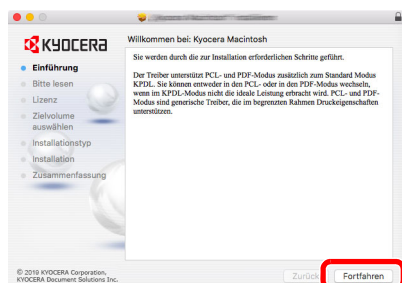 KYOCERA
Willkommen bei: Kyocera Macintosh
Einführung
Bitte lesen
Lizenz
Zielvolume
auswählen
Installationstyp
Installation
Zusammenfassung
Sie werden durch die zur Installation erforderlichen Schritte geführt.
Der Treiber unterstützt PCL- und PDF-Modus zusätzlich zum Standard Modus
KPDL. Sie können entweder in den PCL- oder in den PDF-Modus wechseln,
wenn im KPDL-Modus nicht die ideale Leistung erbracht wird. PCL- und PDF-
Modus sind generische Treiber, die im begrenzten Rahmen Druckeigenschaften
unterstützen.
© 2019 KYOCERA Corporation,
KYOCERA Document Solutions Inc.
Zurück
Fortfahren